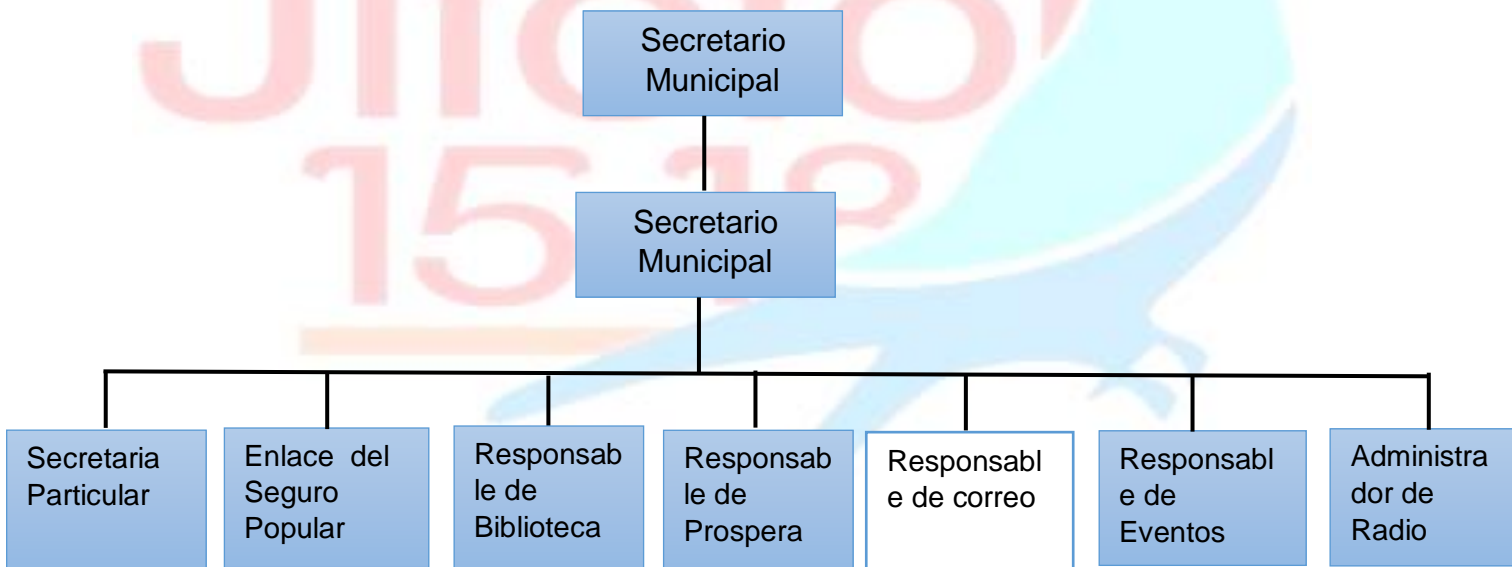 Secretario
Municipal
Secretario
Municipal
Secretaria
Particular
Enlace del
Seguro
Popular
Responsab
le de
Biblioteca
Responsab
le de
Prospera
Responsabl
e de correo
Responsabl
e de
Eventos
Administra
dor de
Radio